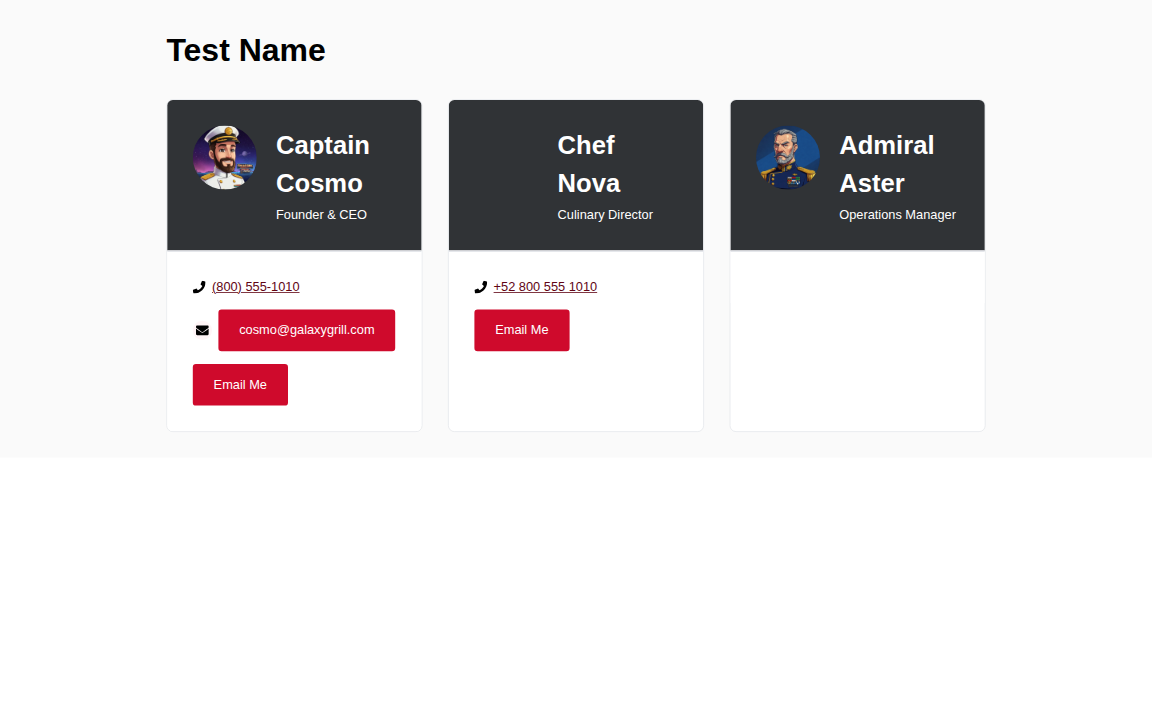 Test Name
Captain
Cosmo
Founder & CEO
(800) 555-1010
cosmo@galaxygrill.com
Email Me
Chef
Nova
Culinary Director
+52 800 555 1010
Email Me
Admiral
Aster
Operations Manager